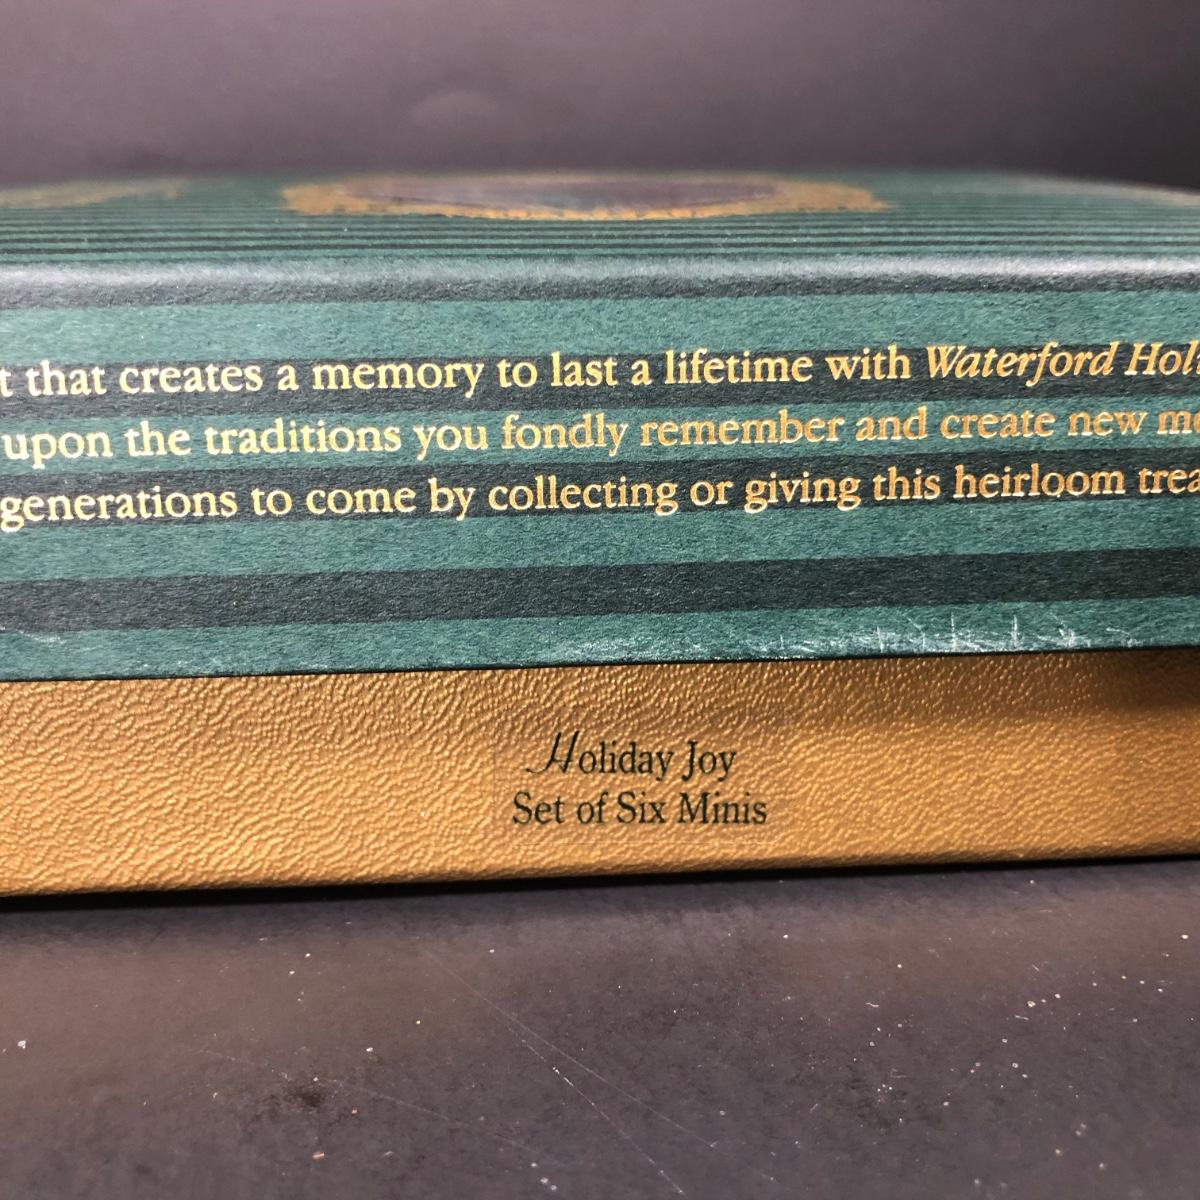 t that creates a memory to last a lifetime with Waterford Hol
upon the traditions you fondly remember and create new me
generations to come by collecting or giving this heirloom trea
Holiday Joy
Set of Six Minis